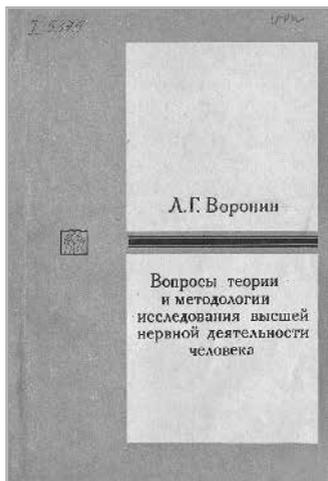 Л.Г. Воронин
Вопросы теории
и методологии
исследования высшей
нервной деятельности
человека